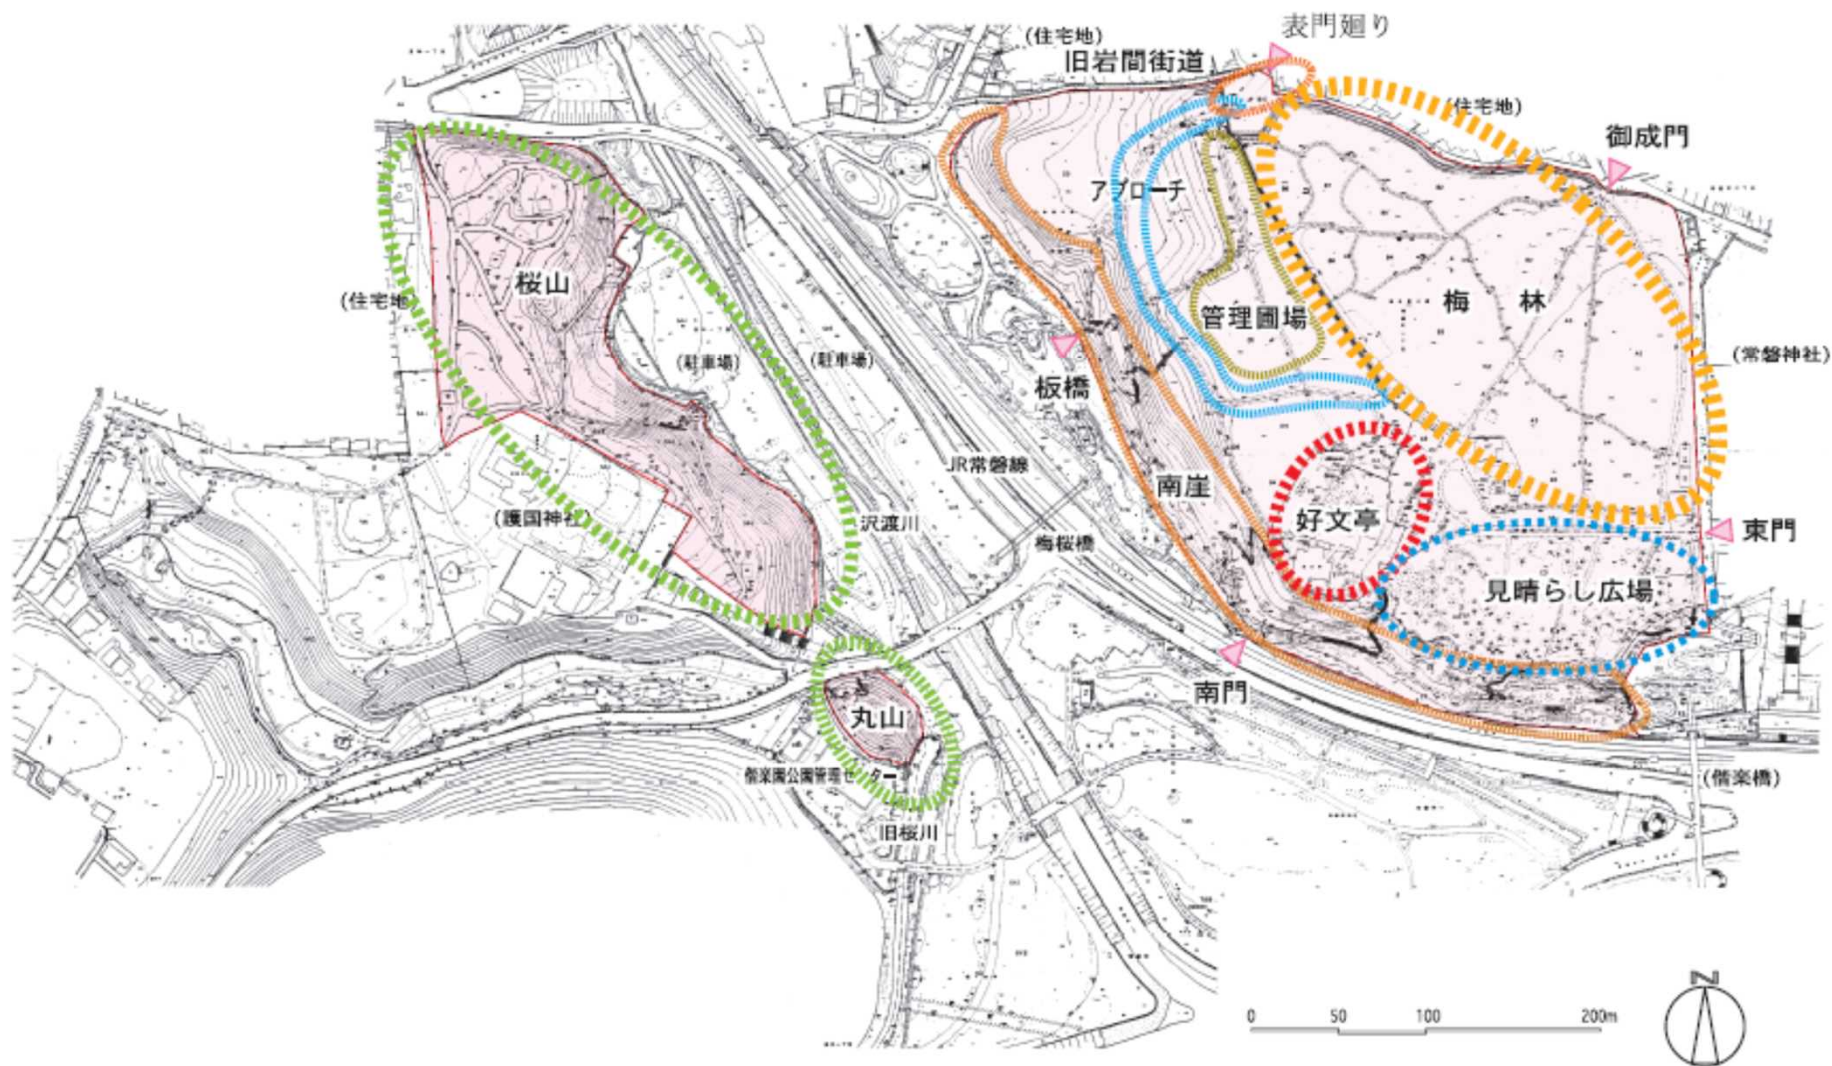 表門廻り
(住宅地)
旧岩間街道
(住宅地)
御成門
アプローチ
桜山
(住宅地)
梅 林
管理圃場
(駐車場)
(駐車場)
(常磐神社)
板橋
JR常磐線
南崖
(護国神社)
沢渡川
好文亭
東門
梅桜橋
見晴らし広場
南門
丸山
偕楽園公園管理センター
(偕楽橋)
旧桜川
N
0 50 100 200m